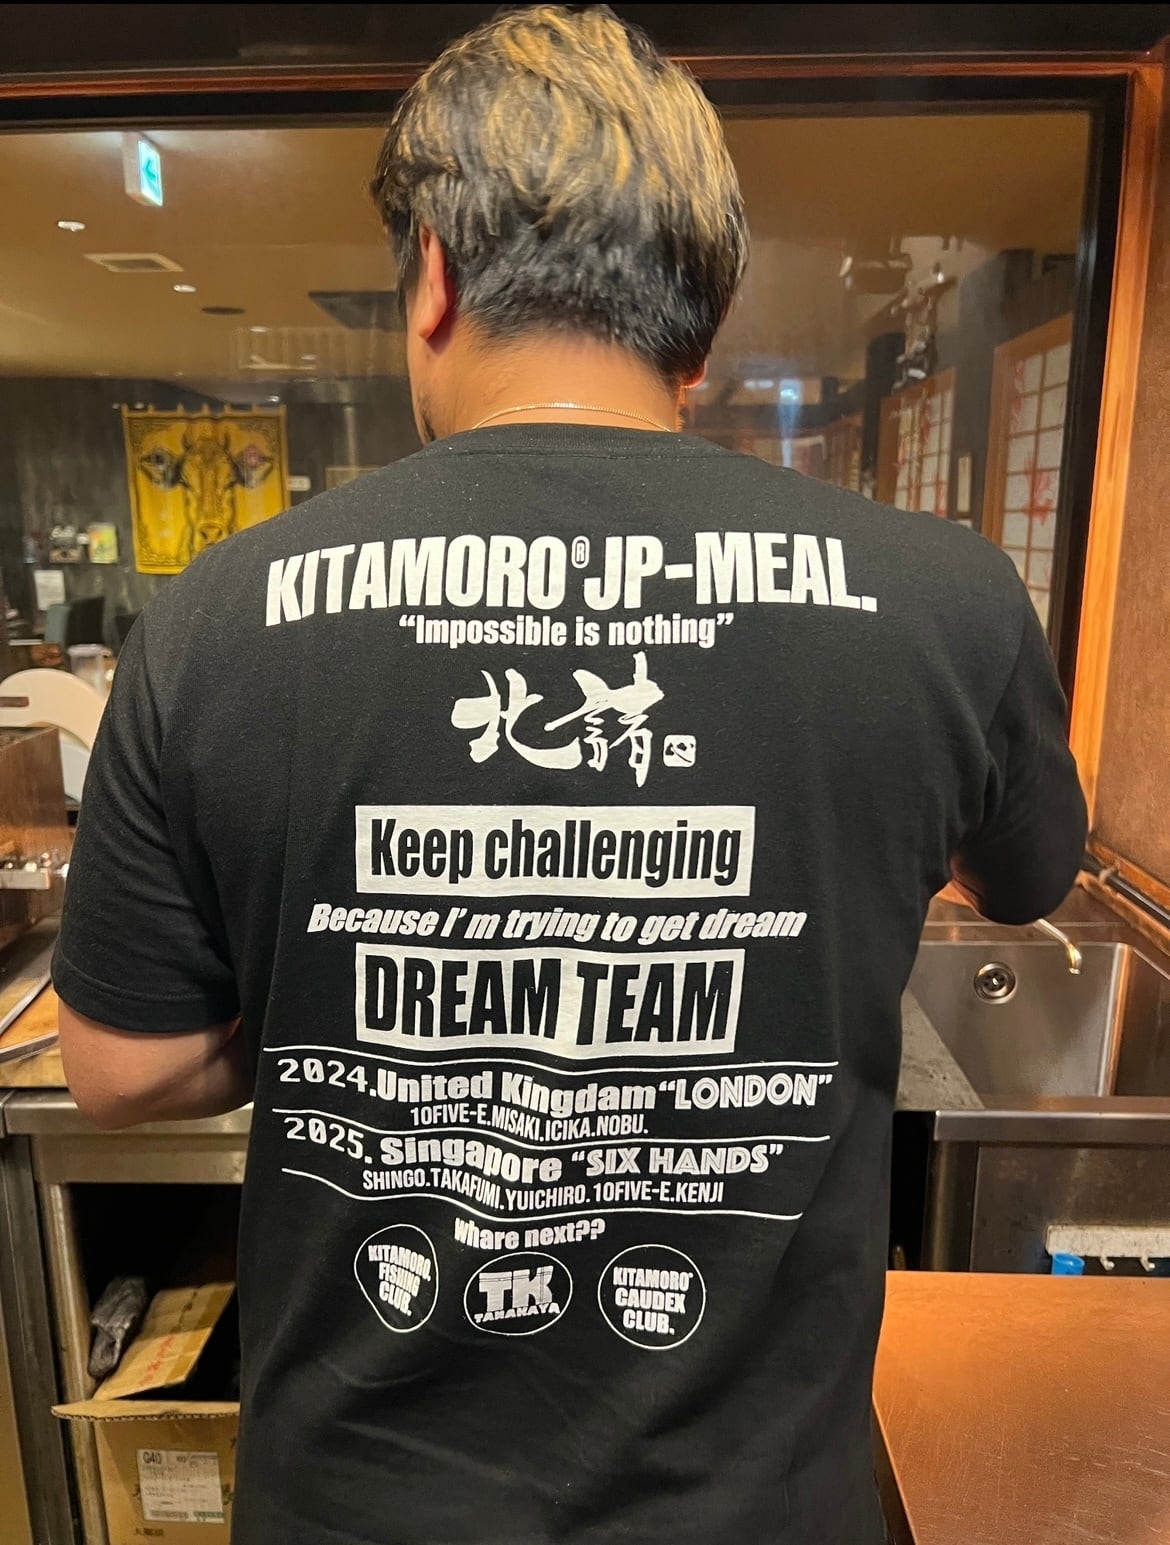 KITAMORO® JP-MEAL.
“Impossible is nothing”
北諸
Keep challenging
Because I'm trying to get dream
DREAM TEAM
2024.United Kingdam “LONDON”
10FIVE-E.MISAKI.ICIKA.NOBU.
2025. Singapore “SIX HANDS”
SHINGO.TAKAFUMI.YUICHIRO.10FIVE-E.KENJI
whare next??
KITAMORO.
FISHING
CLUB.
TK
TAKAHAYA
KITAMORO®
CAUDEX
CLUB.